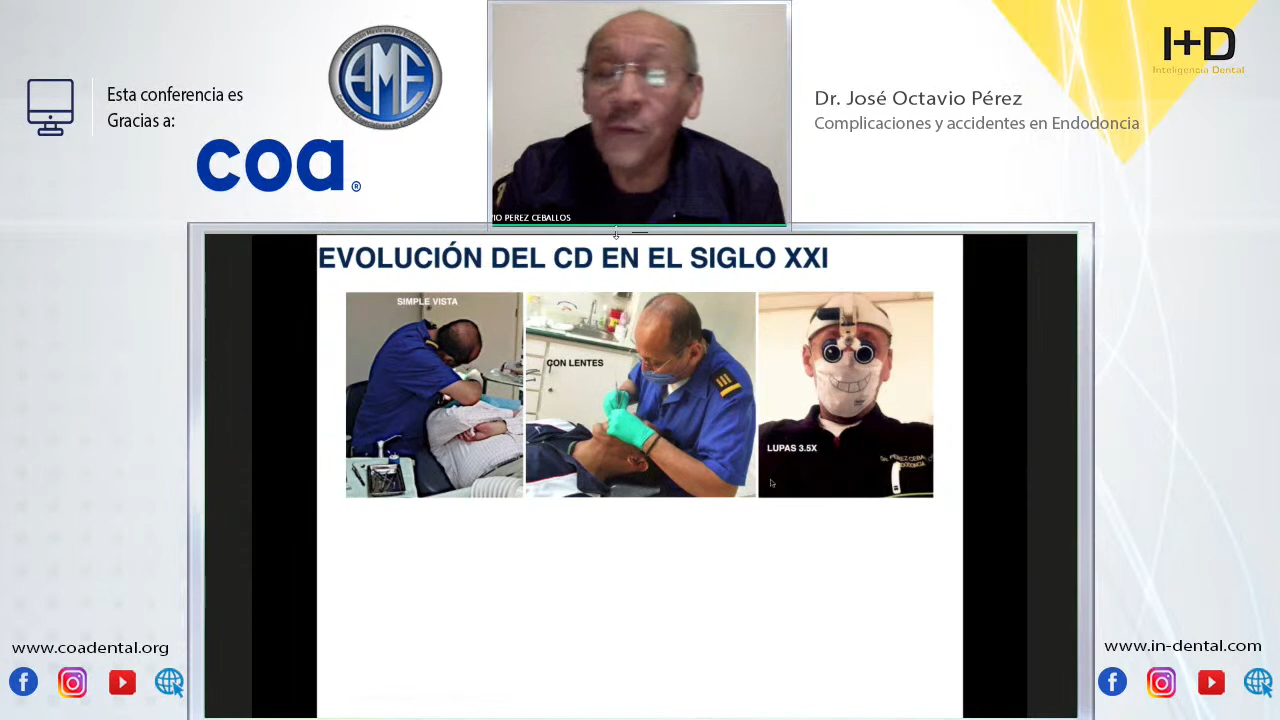 Esta conferencia es
Gracias a:
AME
coa®
IO PEREZ CEBALLOS
Dr. José Octavio Pérez
Complicaciones y accidentes en Endodoncia
I+D
Inteligencia Dental
EVOLUCIÓN DEL CD EN EL SIGLO XXI
SIMPLE VISTA
CON LENTES
LUPAS 3.5X
ENDODONCIA
www.coadental.org
www.in-dental.com